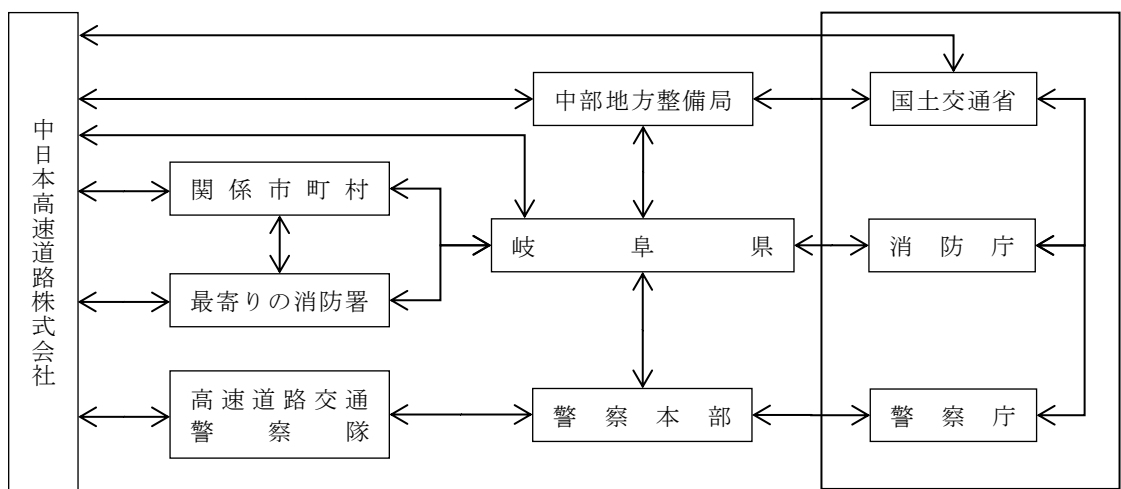 中日本高速道路株式会社
中部地方整備局
国土交通省
関係市町村
岐阜県
消防庁
最寄りの消防署
高速道路交通
警察隊
警察本部
警察庁